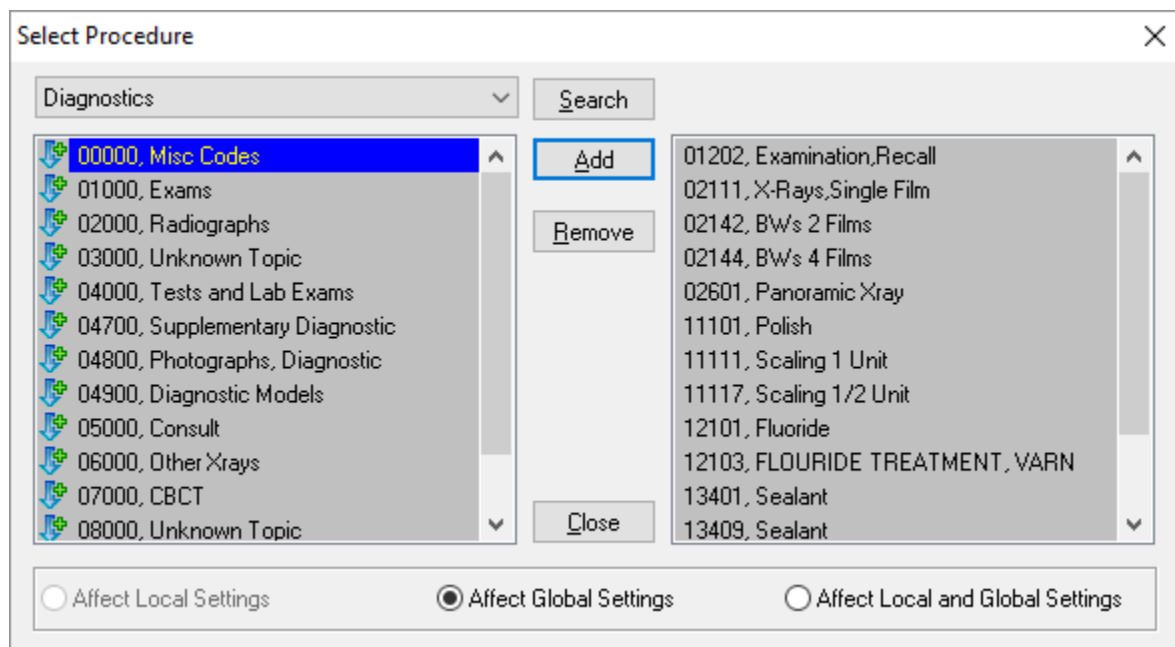 Select Procedure
Diagnostics
Search
00000, Misc Codes
01000, Exams
02000, Radiographs
03000, Unknown Topic
04000, Tests and Lab Exams
04700, Supplementary Diagnostic
04800, Photographs, Diagnostic
04900, Diagnostic Models
05000, Consult
06000, Other Xrays
07000, CBCT
08000, Unknown Topic
Add
Remove
Close
01202, Examination,Recall
02111, X-Rays,Single Film
02142, BW's 2 Films
02144, BW's 4 Films
02601, Panoramic Xray
11101, Polish
11111, Scaling 1 Unit
11117, Scaling 1/2 Unit
12101, Fluoride
12103, FLOURIDE TREATMENT, VARN
13401, Sealant
13409, Sealant
Affect Local Settings
Affect Global Settings
Affect Local and Global Settings